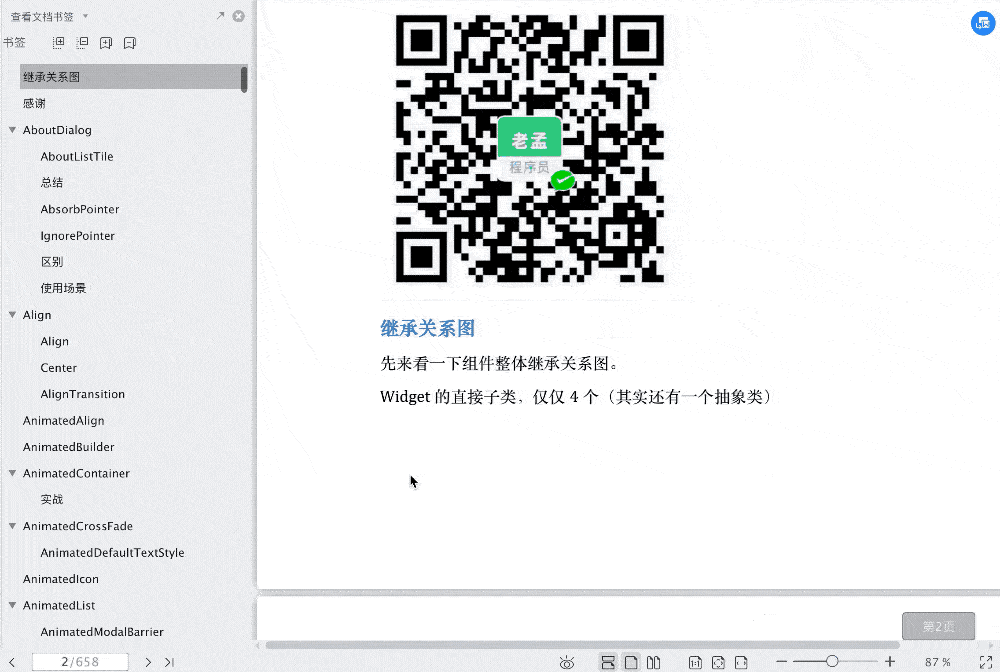 查看文档书签
书签
继承关系图
感谢
AboutDialog
AboutListTile
总结
AbsorbPointer
IgnorePointer
区别
使用场景
Align
Align
Center
AlignTransition
AnimatedAlign
AnimatedBuilder
AnimatedContainer
实战
AnimatedCrossFade
AnimatedDefaultTextStyle
AnimatedIcon
AnimatedList
AnimatedModalBarrier
2/658
老孟
程序员
继承关系图
先来看一下组件整体继承关系图。
Widget 的直接子类，仅仅 4 个（其实还有一个抽象类）
第2页
1:1
87 %